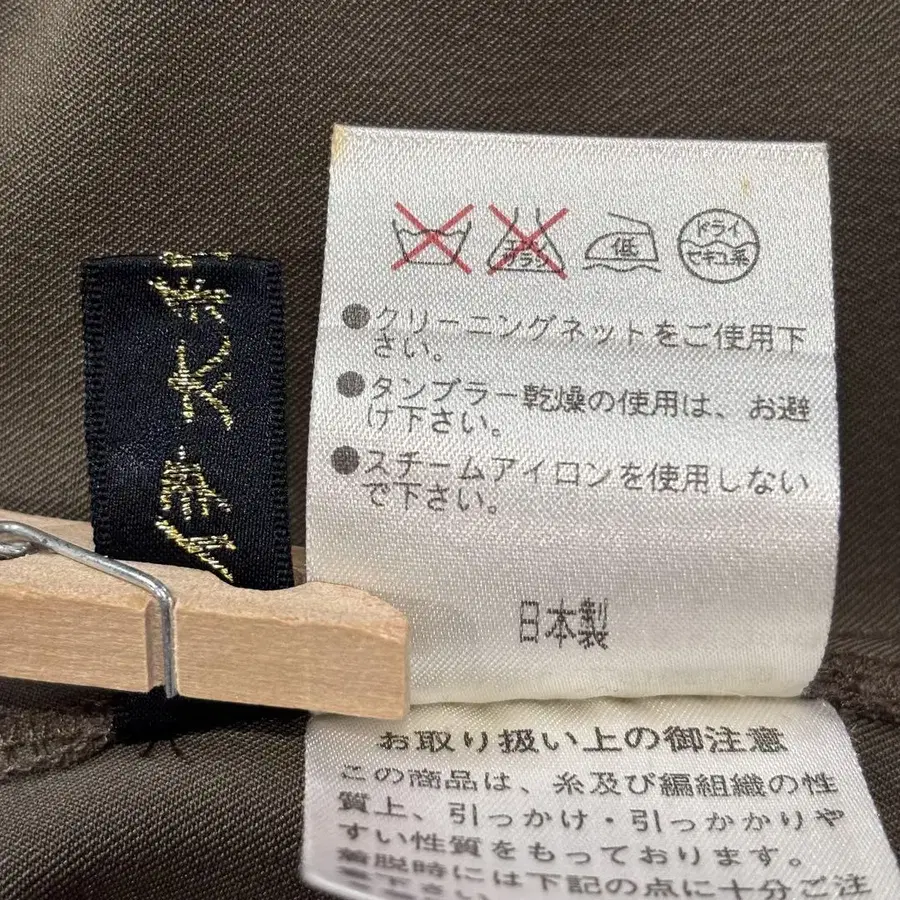 エンソ
サラシ
低
ドライ
セキユ系
●クリーニングネットをご使用下
さい。
●タンブラー乾燥の使用は、お避
け下さい。
●スチームアイロンを使用しない
で下さい。
日本製
お取り扱い上の御注意
この商品は、糸及び編組織の性
質上、引っかけ・引っかかりや
すい性質をもっております。
着脱時には下記の点に十分ご注